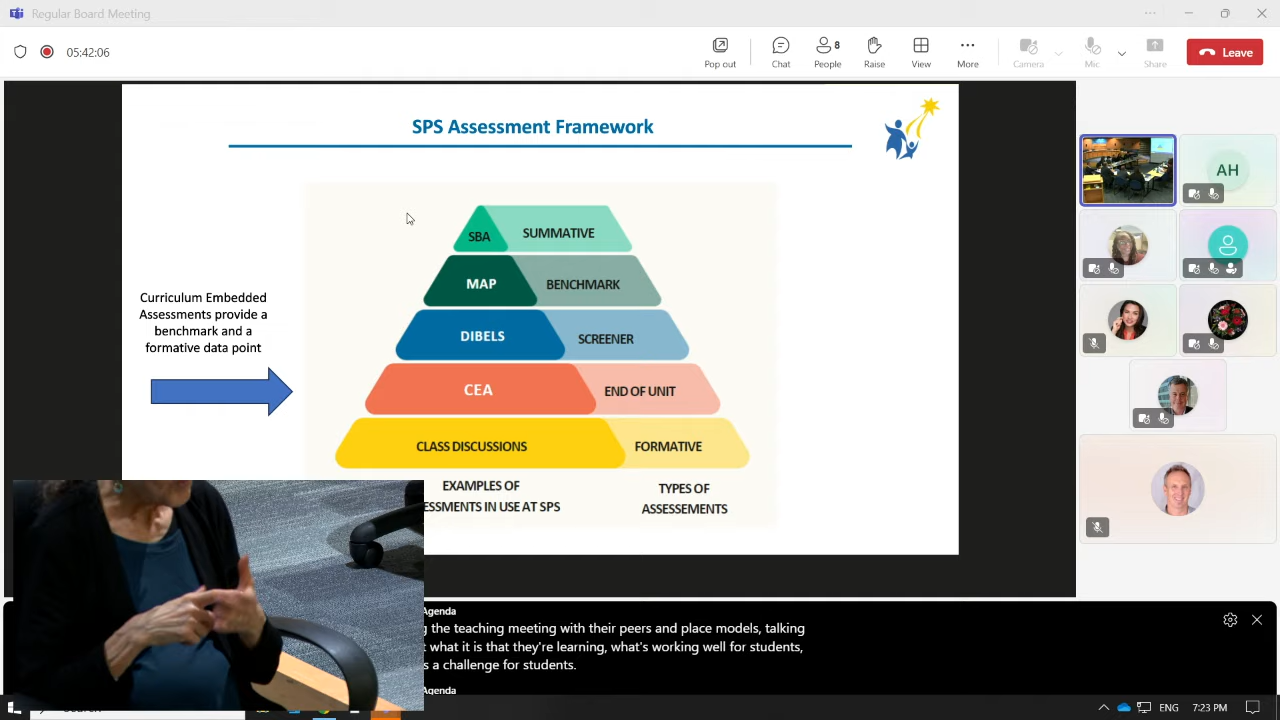 Regular Board Meeting
05:42:06
Pop out
Chat
8
People
Raise
View
More
Camera
Mic
Share
Leave
SPS Assessment Framework
AH
SBA SUMMATIVE
MAP BENCHMARK
Curriculum Embedded
Assessments provide a
benchmark and a
formative data point
DIBELS SCREENER
CEA END OF UNIT
CLASS DISCUSSIONS FORMATIVE
EXAMPLES OF
ESSMENTS IN USE AT SPS
TYPES OF
ASSESSEMENTS
Agenda
the teaching meeting with their peers and place models, talking
what it is that they're learning, what's working well for students,
a challenge for students.
Agenda
ENG 7:23 PM